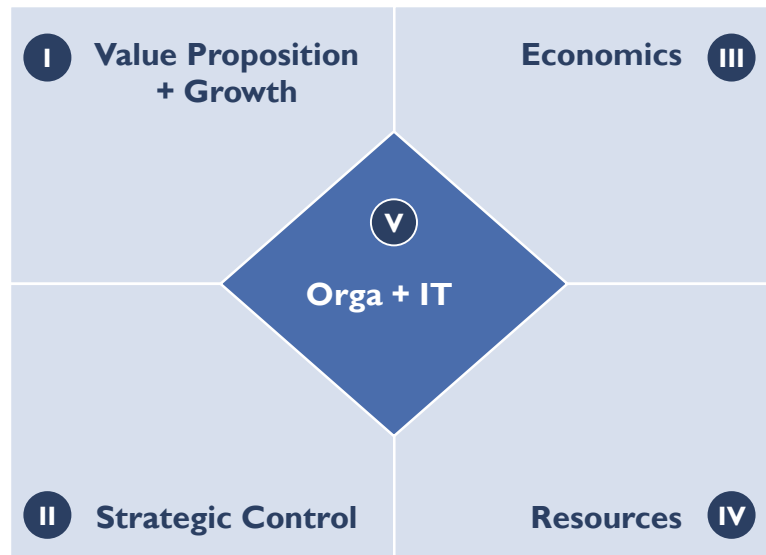 I
Value Proposition
+ Growth
Economics
III
V
Orga + IT
II
Strategic Control
Resources
IV